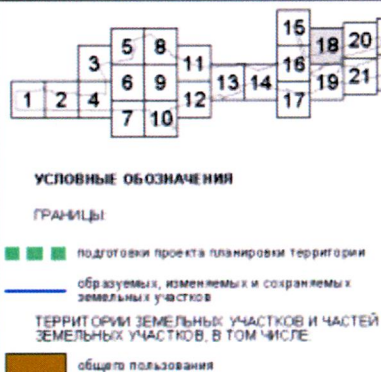 15
5 8 18 20
3 11 16
6 9 13 14 19 21
1 2 4 12 17
7 10
УСЛОВНЫЕ ОБОЗНАЧЕНИЯ
ГРАНИЦЫ:
подготовки проекта планировки территории
образуемых, изменяемых и сохраняемых
земельных участков
ТЕРРИТОРИИ ЗЕМЕЛЬНЫХ УЧАСТКОВ И ЧАСТЕЙ
ЗЕМЕЛЬНЫХ УЧАСТКОВ, В ТОМ ЧИСЛЕ:
общего пользования